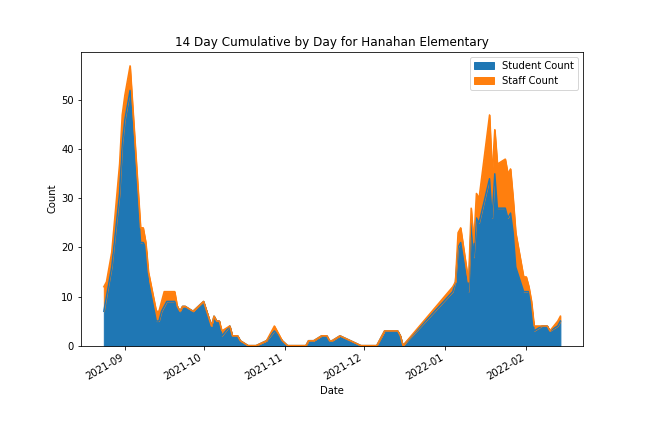 14 Day Cumulative by Day for Hanahan Elementary
Student Count
Staff Count
50
40
30
20
10
0
Count
2021-09
2021-10
2021-11
2021-12
2022-01
2022-02
Date